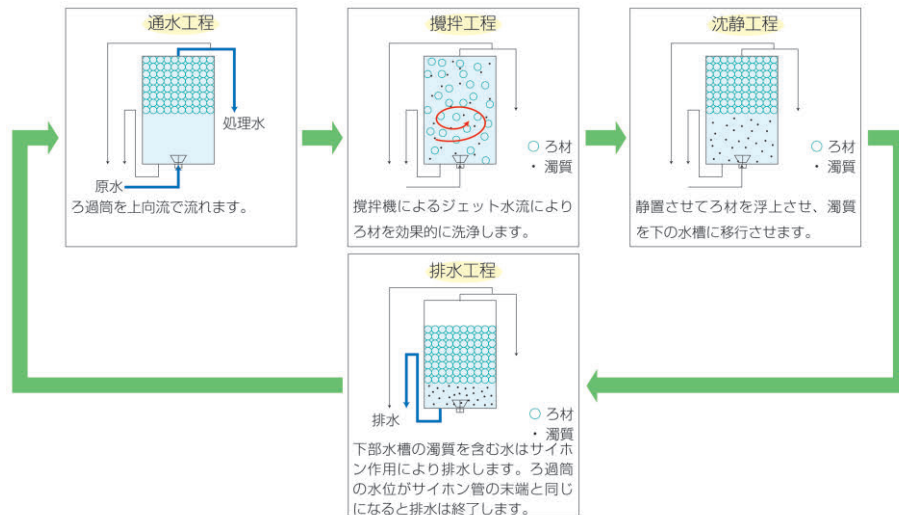 通水工程
処理水
原水
ろ過筒を上向流で流れます。
攪拌工程
ろ材
・ 濁質
攪拌機によるジェット水流により
ろ材を効果的に洗浄します。
沈静工程
ろ材
・ 濁質
静置させてろ材を浮上させ、濁質
を下の水槽に移行させます。
排水工程
排水
ろ材
・ 濁質
下部水槽の濁質を含む水はサイホ
ン作用により排水します。ろ過筒
の水位がサイホン管の末端と同じ
になると排水は終了します。